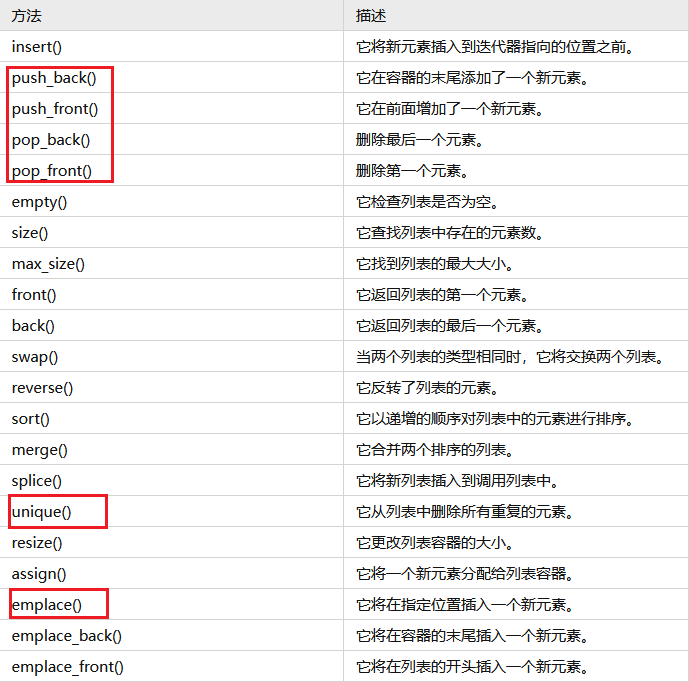 方法 描述
insert() 它将新元素插入到迭代器指向的位置之前。
push_back() 它在容器的末尾添加了一个新元素。
push_front() 它在前面增加了一个新元素。
pop_back() 删除最后一个元素。
pop_front() 删除第一个元素。
empty() 它检查列表是否为空。
size() 它查找列表中存在的元素数。
max_size() 它找到列表的最大大小。
front() 它返回列表的第一个元素。
back() 它返回列表的最后一个元素。
swap() 当两个列表的类型相同时，它将交换两个列表。
reverse() 它反转了列表的元素。
sort() 它以递增的顺序对列表中的元素进行排序。
merge() 它合并两个排序的列表。
splice() 它将新列表插入到调用列表中。
unique() 它从列表中删除所有重复的元素。
resize() 它更改列表容器的大小。
assign() 它将一个新元素分配给列表容器。
emplace() 它将在指定位置插入一个新元素。
emplace_back() 它将在容器的末尾插入一个新元素。
emplace_front() 它将在列表的开头插入一个新元素。